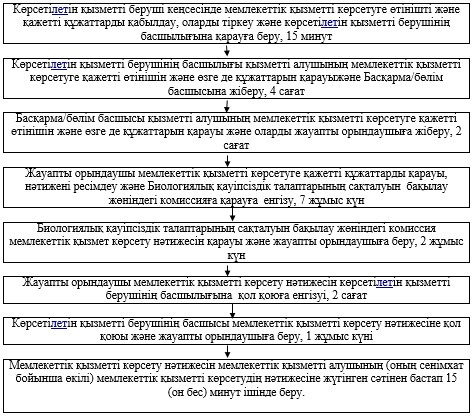 Көрсетілетін қызметті беруші кеңсесінде мемлекеттік қызметті көрсетуге өтінішті және
қажетті құжаттарды қабылдау, оларды тіркеу және көрсетілетін қызметті берушінің
басшылығына қарауға беру, 15 минут
Көрсетілетін қызметті берушінің басшылығы қызметті алушының мемлекеттік қызметті
көрсетуге қажетті өтінішін және өзге де құжаттарын қарауыжәне Басқарма/бөлім
басшысына жіберу, 4 сағат
Басқарма/бөлім басшысы қызметті алушының мемлекеттік қызметті көрсетуге қажетті
өтінішін және өзге де құжаттарын қарауы және оларды жауапты орындаушыға жіберу, 2
сағат
Жауапты орындаушы мемлекеттік қызметті көрсетуге қажетті құжаттарды қарауы,
нәтижені ресімдеу және Биологиялық қауіпсіздік талаптарының сақталуын бақылау
жөніндегі комиссияға қарауға енгізу, 7 жұмыс күн
Биологиялық қауіпсіздік талаптарының сақталуын бақылау жөніндегі комиссия
мемлекеттік қызмет көрсету нәтижесін қарауы және жауапты орындаушыға беру, 2 жұмыс
күн
Жауапты орындаушы мемлекеттік қызметті көрсету нәтижесін көрсетілетін қызметті
берушінің басшылығына қол қоюға енгізуі, 2 сағат
Көрсетілетін қызметті берушінің басшысы мемлекеттік қызметті көрсету нәтижесіне қол
қоюы және жауапты орындаушыға беру, 1 жұмыс күні
Мемлекеттік қызметті көрсету нәтижесін мемлекеттік қызметті алушының (оның сенімхат
бойынша өкілі) мемлекеттік қызметті көрсетудің нәтижесіне жүгінген сәтінен бастап 15
(он бес) минут ішінде беру.